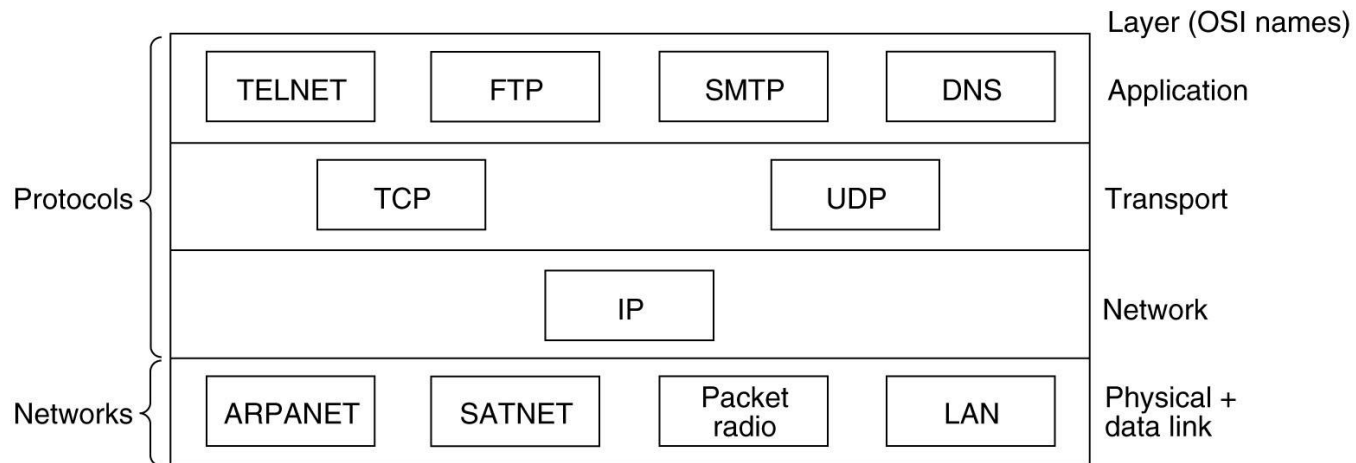 Layer (OSI names)
TELNET FTP SMTP DNS Application
Protocols TCP UDP Transport
IP Network
Networks ARPANET SATNET Packet radio LAN Physical + data link